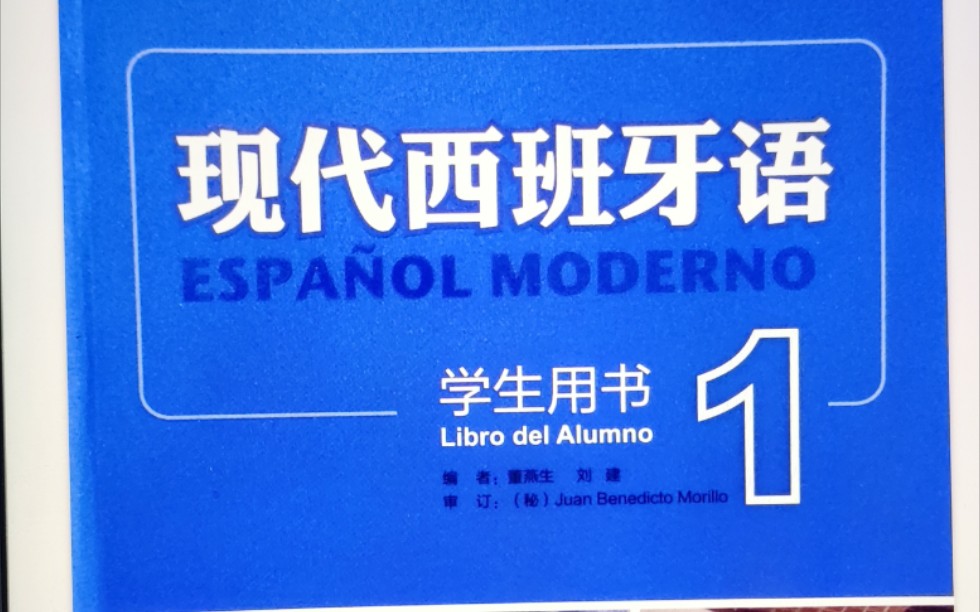 现代西班牙语
ESPAÑOL MODERNO
学生用书
1
Libro del Alumno
编 者：董燕生 刘 建
审 订：（秘）Juan Benedicto Morillo